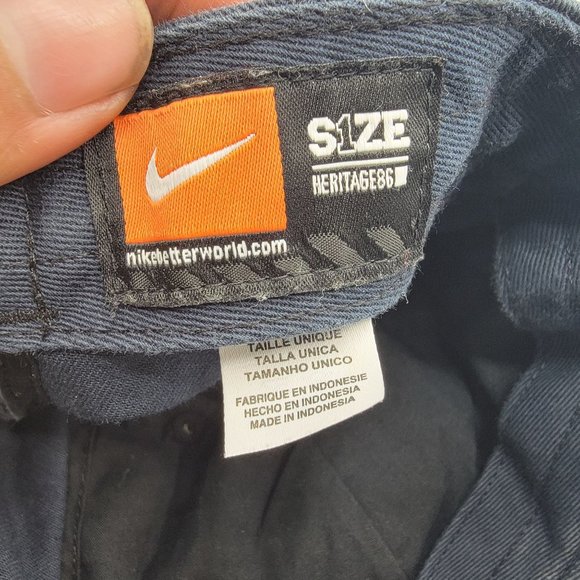 S1ZE
HERITAGE86
nikebetterworld.com
TAILLE UNIQUE
TALLA UNICA
TAMANHO UNICO
FABRIQUE EN INDONESIE
HECHO EN INDONESIA
MADE IN INDONESIA